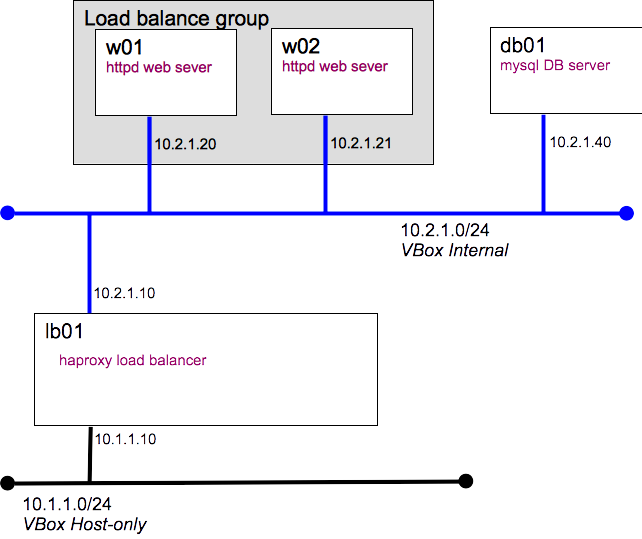 Load balance group
w01
httpd web sever
w02
httpd web sever
db01
mysql DB server
10.2.1.20
10.2.1.21
10.2.1.40
10.2.1.0/24
VBox Internal
10.2.1.10
lb01
haproxy load balancer
10.1.1.10
10.1.1.0/24
VBox Host-only